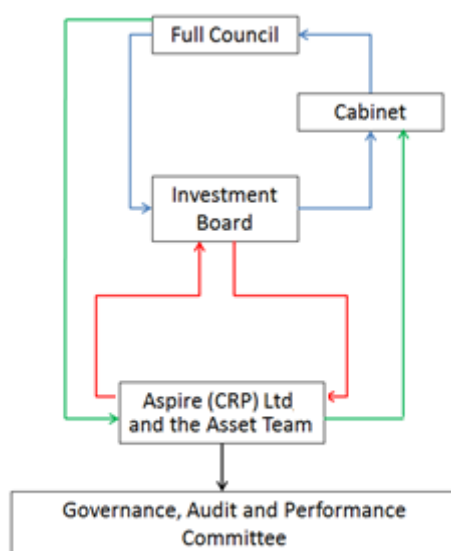 Full Council
Cabinet
Investment
Board
Aspire (CRP) Ltd
and the Asset Team
Governance, Audit and Performance
Committee